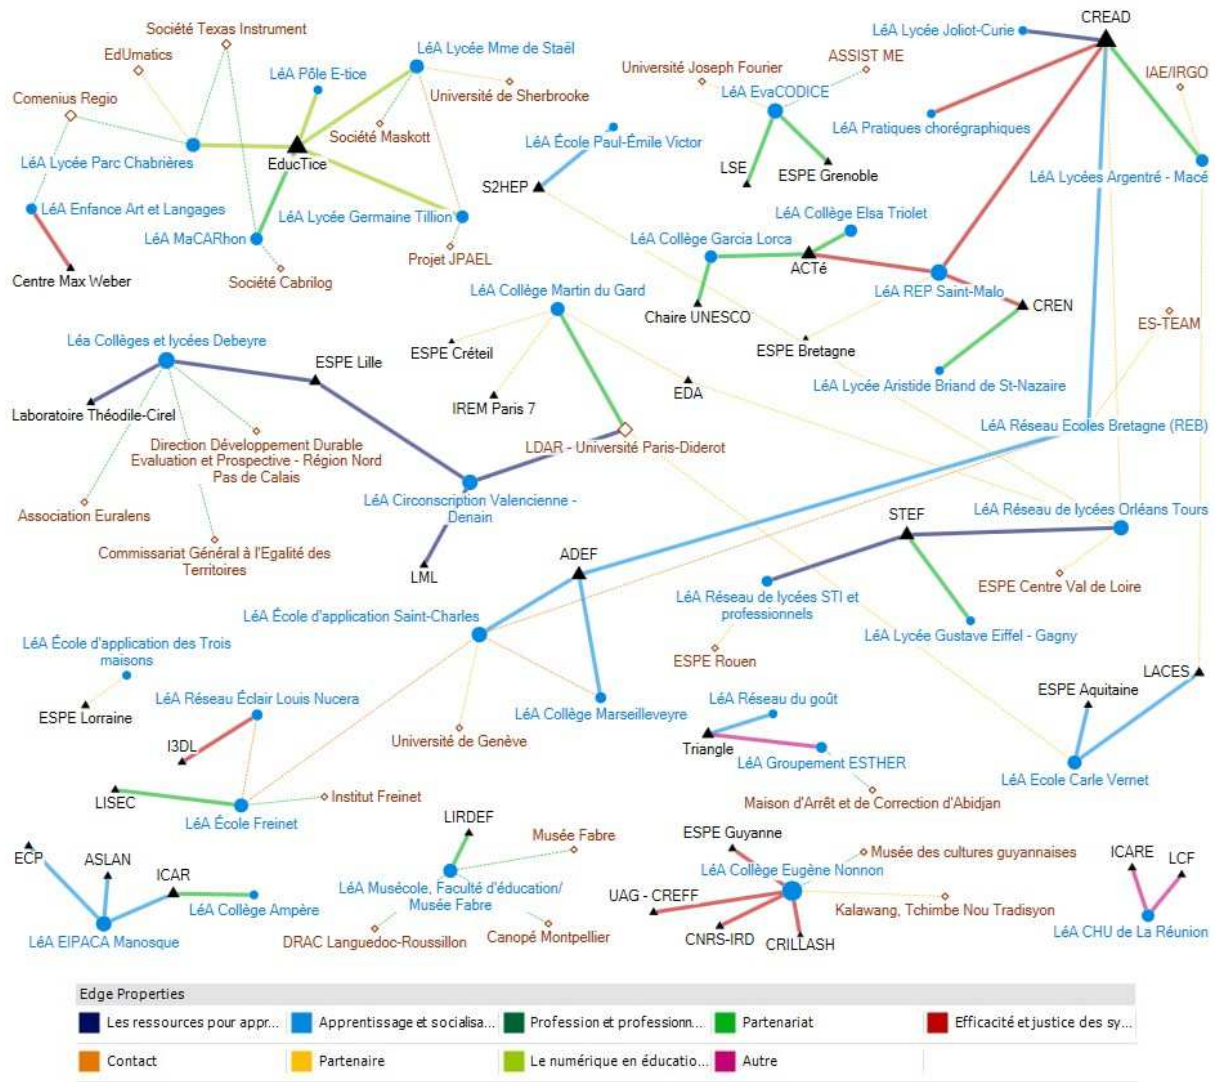 CREAD
Société Texas Instrument
LéA Lycée Joliot-Curie
EdUmatics
LéA Lycée Mme de Staël
ASSIST ME
LéA Pôle E-tice
Université Joseph Fourier
IAE/IRGO
Comenius Regio
Université de Sherbrooke
LéA EvaCODICE
LéA Pratiques chorégraphiques
Société Maskott
LéA École Paul-Émile Victor
LéA Lycée Parc Chabrières
EducTice
LSE
ESPE Grenoble
LéA Lycées Argentré - Macé
S2HEP
LéA Enfance Art et Langages
LéA Lycée Germaine Tillion
LéA Collège Elsa Triolet
LéA MaCARhon
LéA Collège Garcia Lorca
Projet JPAEL
ACTé
Centre Max Weber
Société Cabrilog
LéA Collège Martin du Gard
LéA REP Saint-Malo
CREN
Chaire UNESCO
ES-TEAM
Léa Collèges et lycées Debeyre
ESPE Lille
ESPE Créteil
ESPE Bretagne
LéA Lycée Aristide Briand de St-Nazaire
EDA
IREM Paris 7
Laboratoire Théodile-Cirel
LéA Réseau Ecoles Bretagne (REB)
Direction Développement Durable
Evaluation et Prospective - Région Nord
Pas de Calais
LDAR - Université Paris-Diderot
LéA Circonscription Valencienne -
Denain
Association Euralens
LéA Réseau de lycées Orléans Tours
STEF
Commissariat Général à l'Egalité des
Territoires
ADEF
LML
ESPE Centre Val de Loire
LéA Réseau de lycées STI et
professionnels
LéA École d'application Saint-Charles
LéA Lycée Gustave Eiffel - Gagny
LéA École d'application des Trois
maisons
ESPE Rouen
LACES
ESPE Aquitaine
LéA Réseau Éclair Louis Nucera
LéA Réseau du goût
ESPE Lorraine
LéA Collège Marseilleveyre
Université de Genève
I3DL
Triangle
LéA Groupement ESTHER
LéA Ecole Carle Vernet
LISEC
Institut Freinet
Maison d'Arrêt et de Correction d'Abidjan
LéA École Freinet
LIRDEF
Musée Fabre
ESPE Guyanne
ECP
ASLAN
Musée des cultures guyannaises
ICARE
LCF
ICAR
LéA Collège Eugène Nonnon
LéA Musécole, Faculté d'éducation/
Musée Fabre
UAG - CREFF
LéA Collège Ampère
Kalawang, Tchimbe Nou Tradisyon
LéA EIPACA Manosque
DRAC Languedoc-Roussillon
Canopé Montpellier
CNRS-IRD
CRILLASH
LéA CHU de La Réunion
Edge Properties
Les ressources pour appr...
Apprentissage et socialisa...
Profession et professionn...
Partenariat
Efficacité et justice des sy...
Contact
Partenaire
Le numérique en éducatio...
Autre